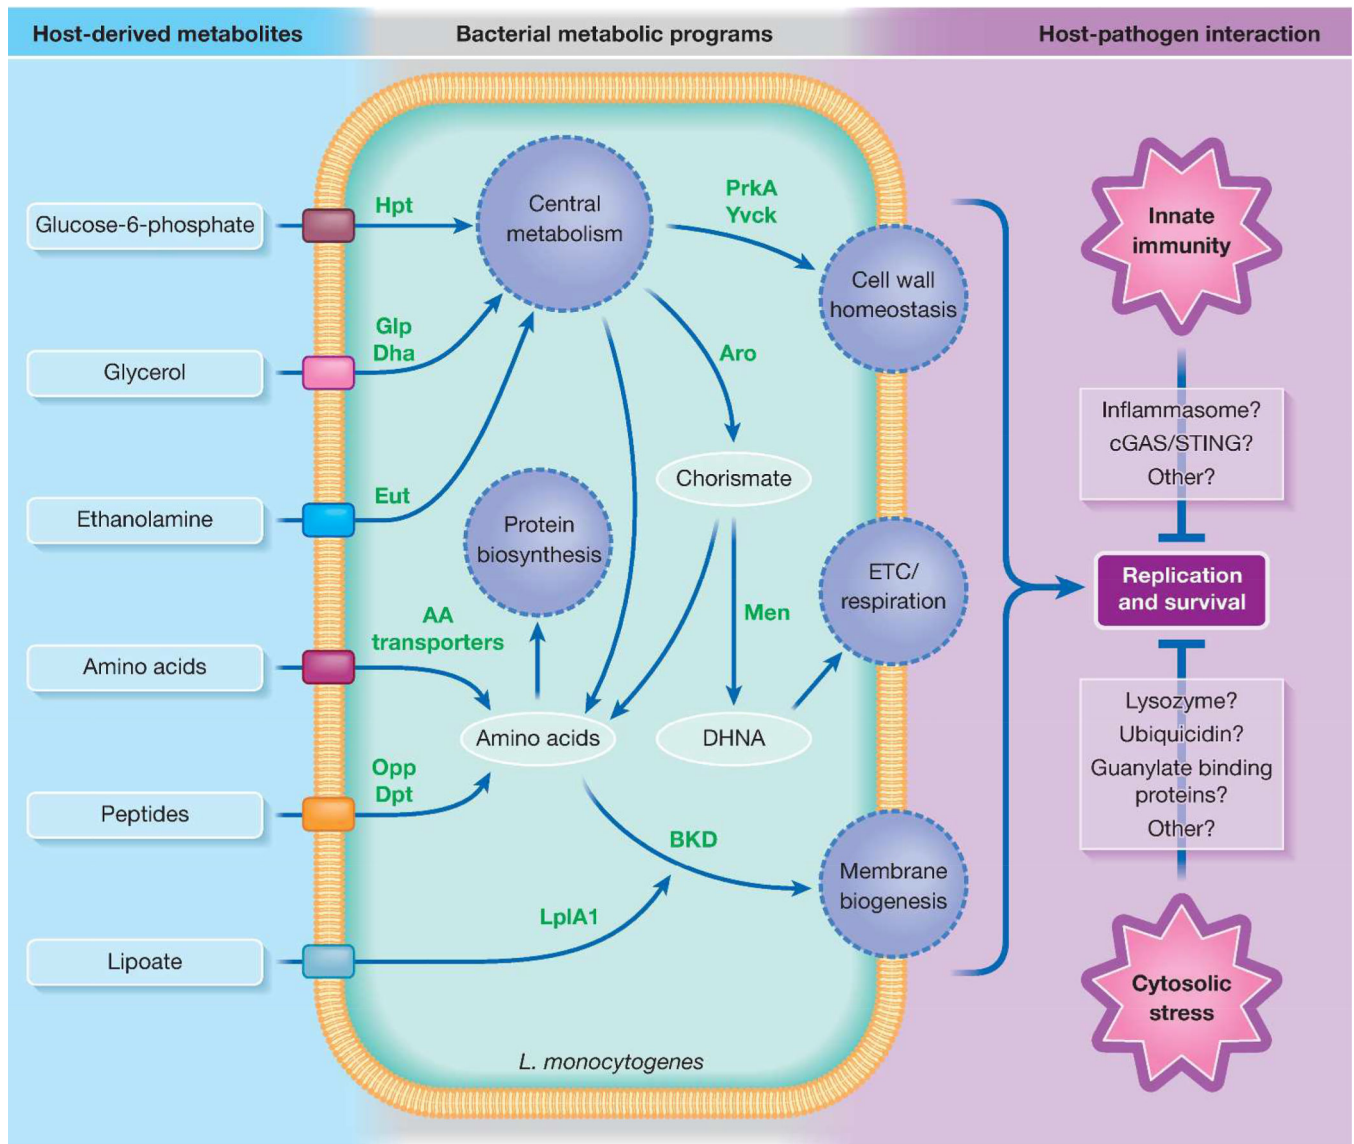 Host-derived metabolites
Bacterial metabolic programs
Host-pathogen interaction
Glucose-6-phosphate
Glycerol
Ethanolamine
Amino acids
Peptides
Lipoate
Hpt
Glp
Dha
Eut
AA
transporters
Opp
Dpt
LplA1
Central
metabolism
PrkA
Yvck
Cell wall
homeostasis
Aro
Chorismate
Protein
biosynthesis
Men
ETC/
respiration
Amino acids
DHNA
BKD
Membrane
biogenesis
L. monocytogenes
Innate
immunity
Inflammasome?
cGAS/STING?
Other?
Replication
and survival
Lysozyme?
Ubiquicidin?
Guanylate binding
proteins?
Other?
Cytosolic
stress